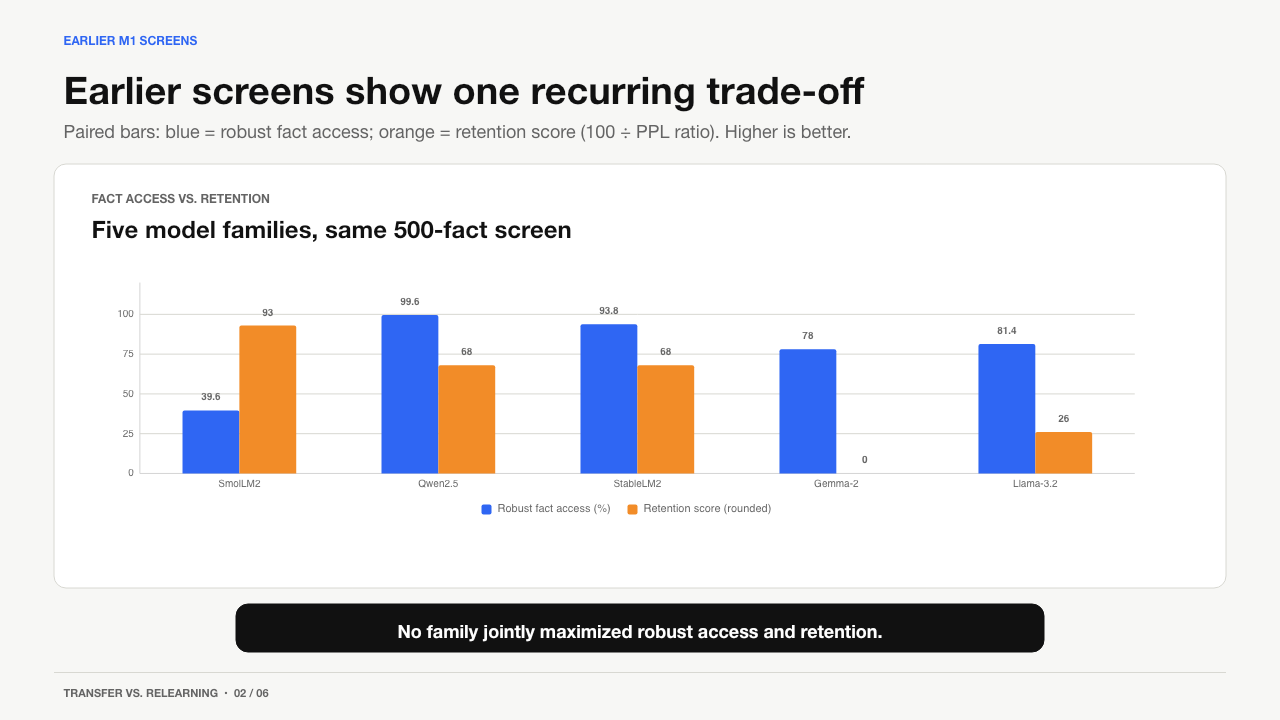 EARLIER M1 SCREENS
Earlier screens show one recurring trade-off
Paired bars: blue = robust fact access; orange = retention score (100 ÷ PPL ratio). Higher is better.
FACT ACCESS VS. RETENTION
Five model families, same 500-fact screen
100
75
50
25
0
39.6
93
99.6
68
93.8
68
78
0
81.4
26
SmolLM2
Qwen2.5
StableLM2
Gemma-2
Llama-3.2
Robust fact access (%)
Retention score (rounded)
No family jointly maximized robust access and retention.
TRANSFER VS. RELEARNING · 02 / 06